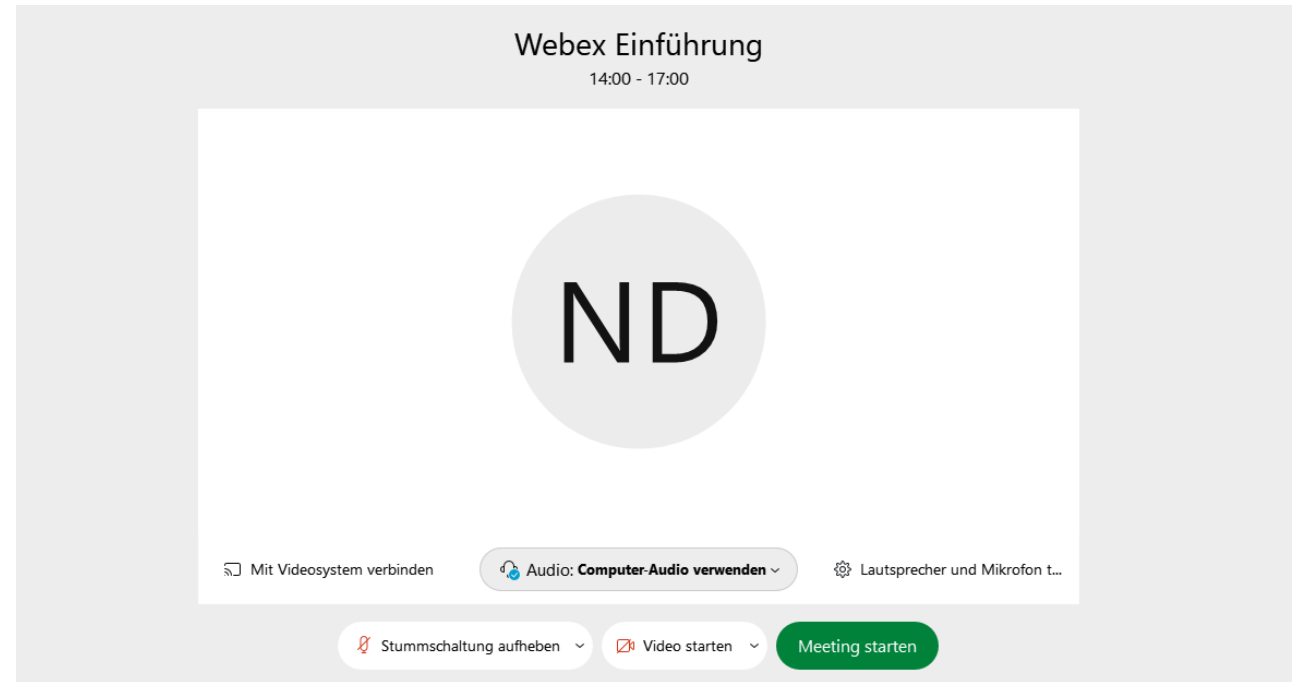 Webex Einführung
14:00 - 17:00
ND
Mit Videosystem verbinden
Audio: Computer-Audio verwenden
Lautsprecher und Mikrofon t...
Stummschaltung aufheben
Video starten
Meeting starten